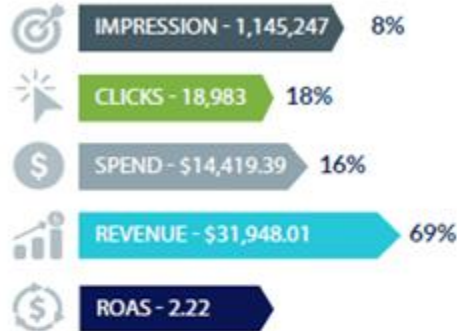 IMPRESSION - 1,145,247 8%
CLICKS - 18,983 18%
$ SPEND - $14,419.39 16%
REVENUE - $31,948.01 69%
$ ROAS - 2.22